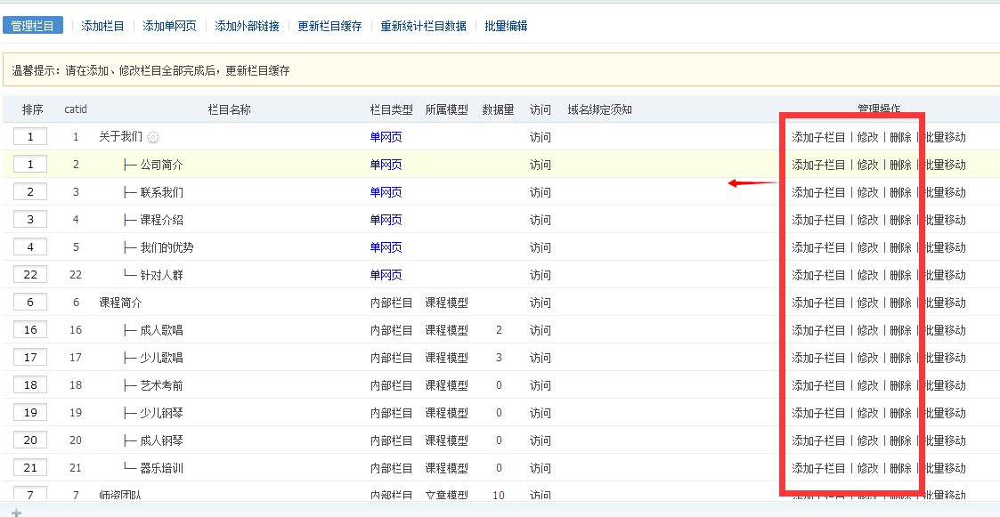 管理栏目 | 添加栏目 | 添加单网页 | 添加外部链接 | 更新栏目缓存 | 重新统计栏目数据 | 批量编辑
温馨提示：请在添加、修改栏目全部完成后，更新栏目缓存
排序 catid 栏目名称 栏目类型 所属模型 数据量 访问 域名绑定须知 管理操作
1 1 关于我们 单网页 访问 添加子栏目 | 修改 | 删除 | 批量移动
1 2 ├─ 公司简介 单网页 访问 添加子栏目 | 修改 | 删除 | 批量移动
2 3 ├─ 联系我们 单网页 访问 添加子栏目 | 修改 | 删除 | 批量移动
3 4 ├─ 课程介绍 单网页 访问 添加子栏目 | 修改 | 删除 | 批量移动
4 5 ├─ 我们的优势 单网页 访问 添加子栏目 | 修改 | 删除 | 批量移动
22 22 └─ 针对人群 单网页 访问 添加子栏目 | 修改 | 删除 | 批量移动
6 6 课程简介 内部栏目 课程模型 访问 添加子栏目 | 修改 | 删除 | 批量移动
16 16 ├─ 成人歌唱 内部栏目 课程模型 2 访问 添加子栏目 | 修改 | 删除 | 批量移动
17 17 ├─ 少儿歌唱 内部栏目 课程模型 3 访问 添加子栏目 | 修改 | 删除 | 批量移动
18 18 ├─ 艺术考前 内部栏目 课程模型 0 访问 添加子栏目 | 修改 | 删除 | 批量移动
19 19 ├─ 少儿钢琴 内部栏目 课程模型 0 访问 添加子栏目 | 修改 | 删除 | 批量移动
20 20 ├─ 成人钢琴 内部栏目 课程模型 0 访问 添加子栏目 | 修改 | 删除 | 批量移动
21 21 └─ 器乐培训 内部栏目 课程模型 0 访问 添加子栏目 | 修改 | 删除 | 批量移动
7 7 师资团队 内部栏目 文章模型 10 访问 添加子栏目 | 修改 | 删除 | 批量移动